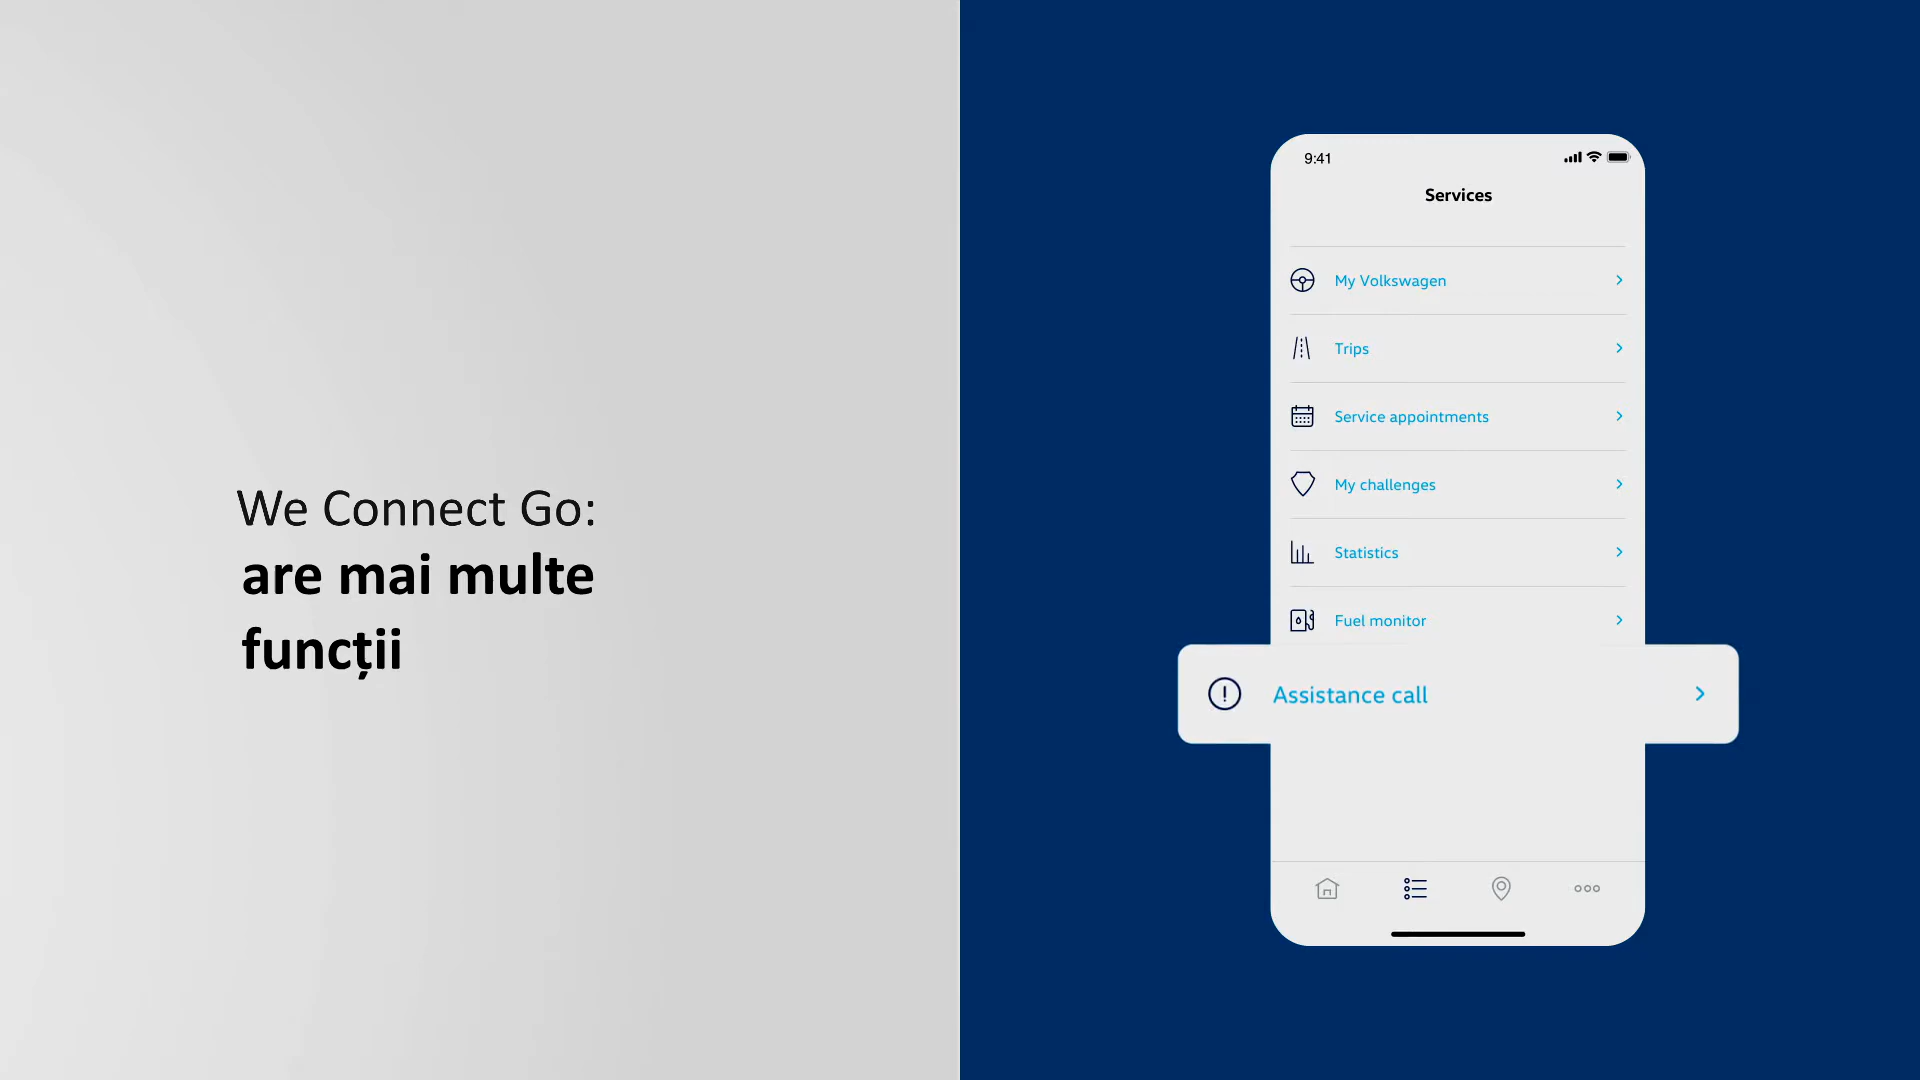 We Connect Go:
are mai multe
funcții
9:41
Services
My Volkswagen
Trips
Service appointments
My challenges
Statistics
Fuel monitor
Assistance call